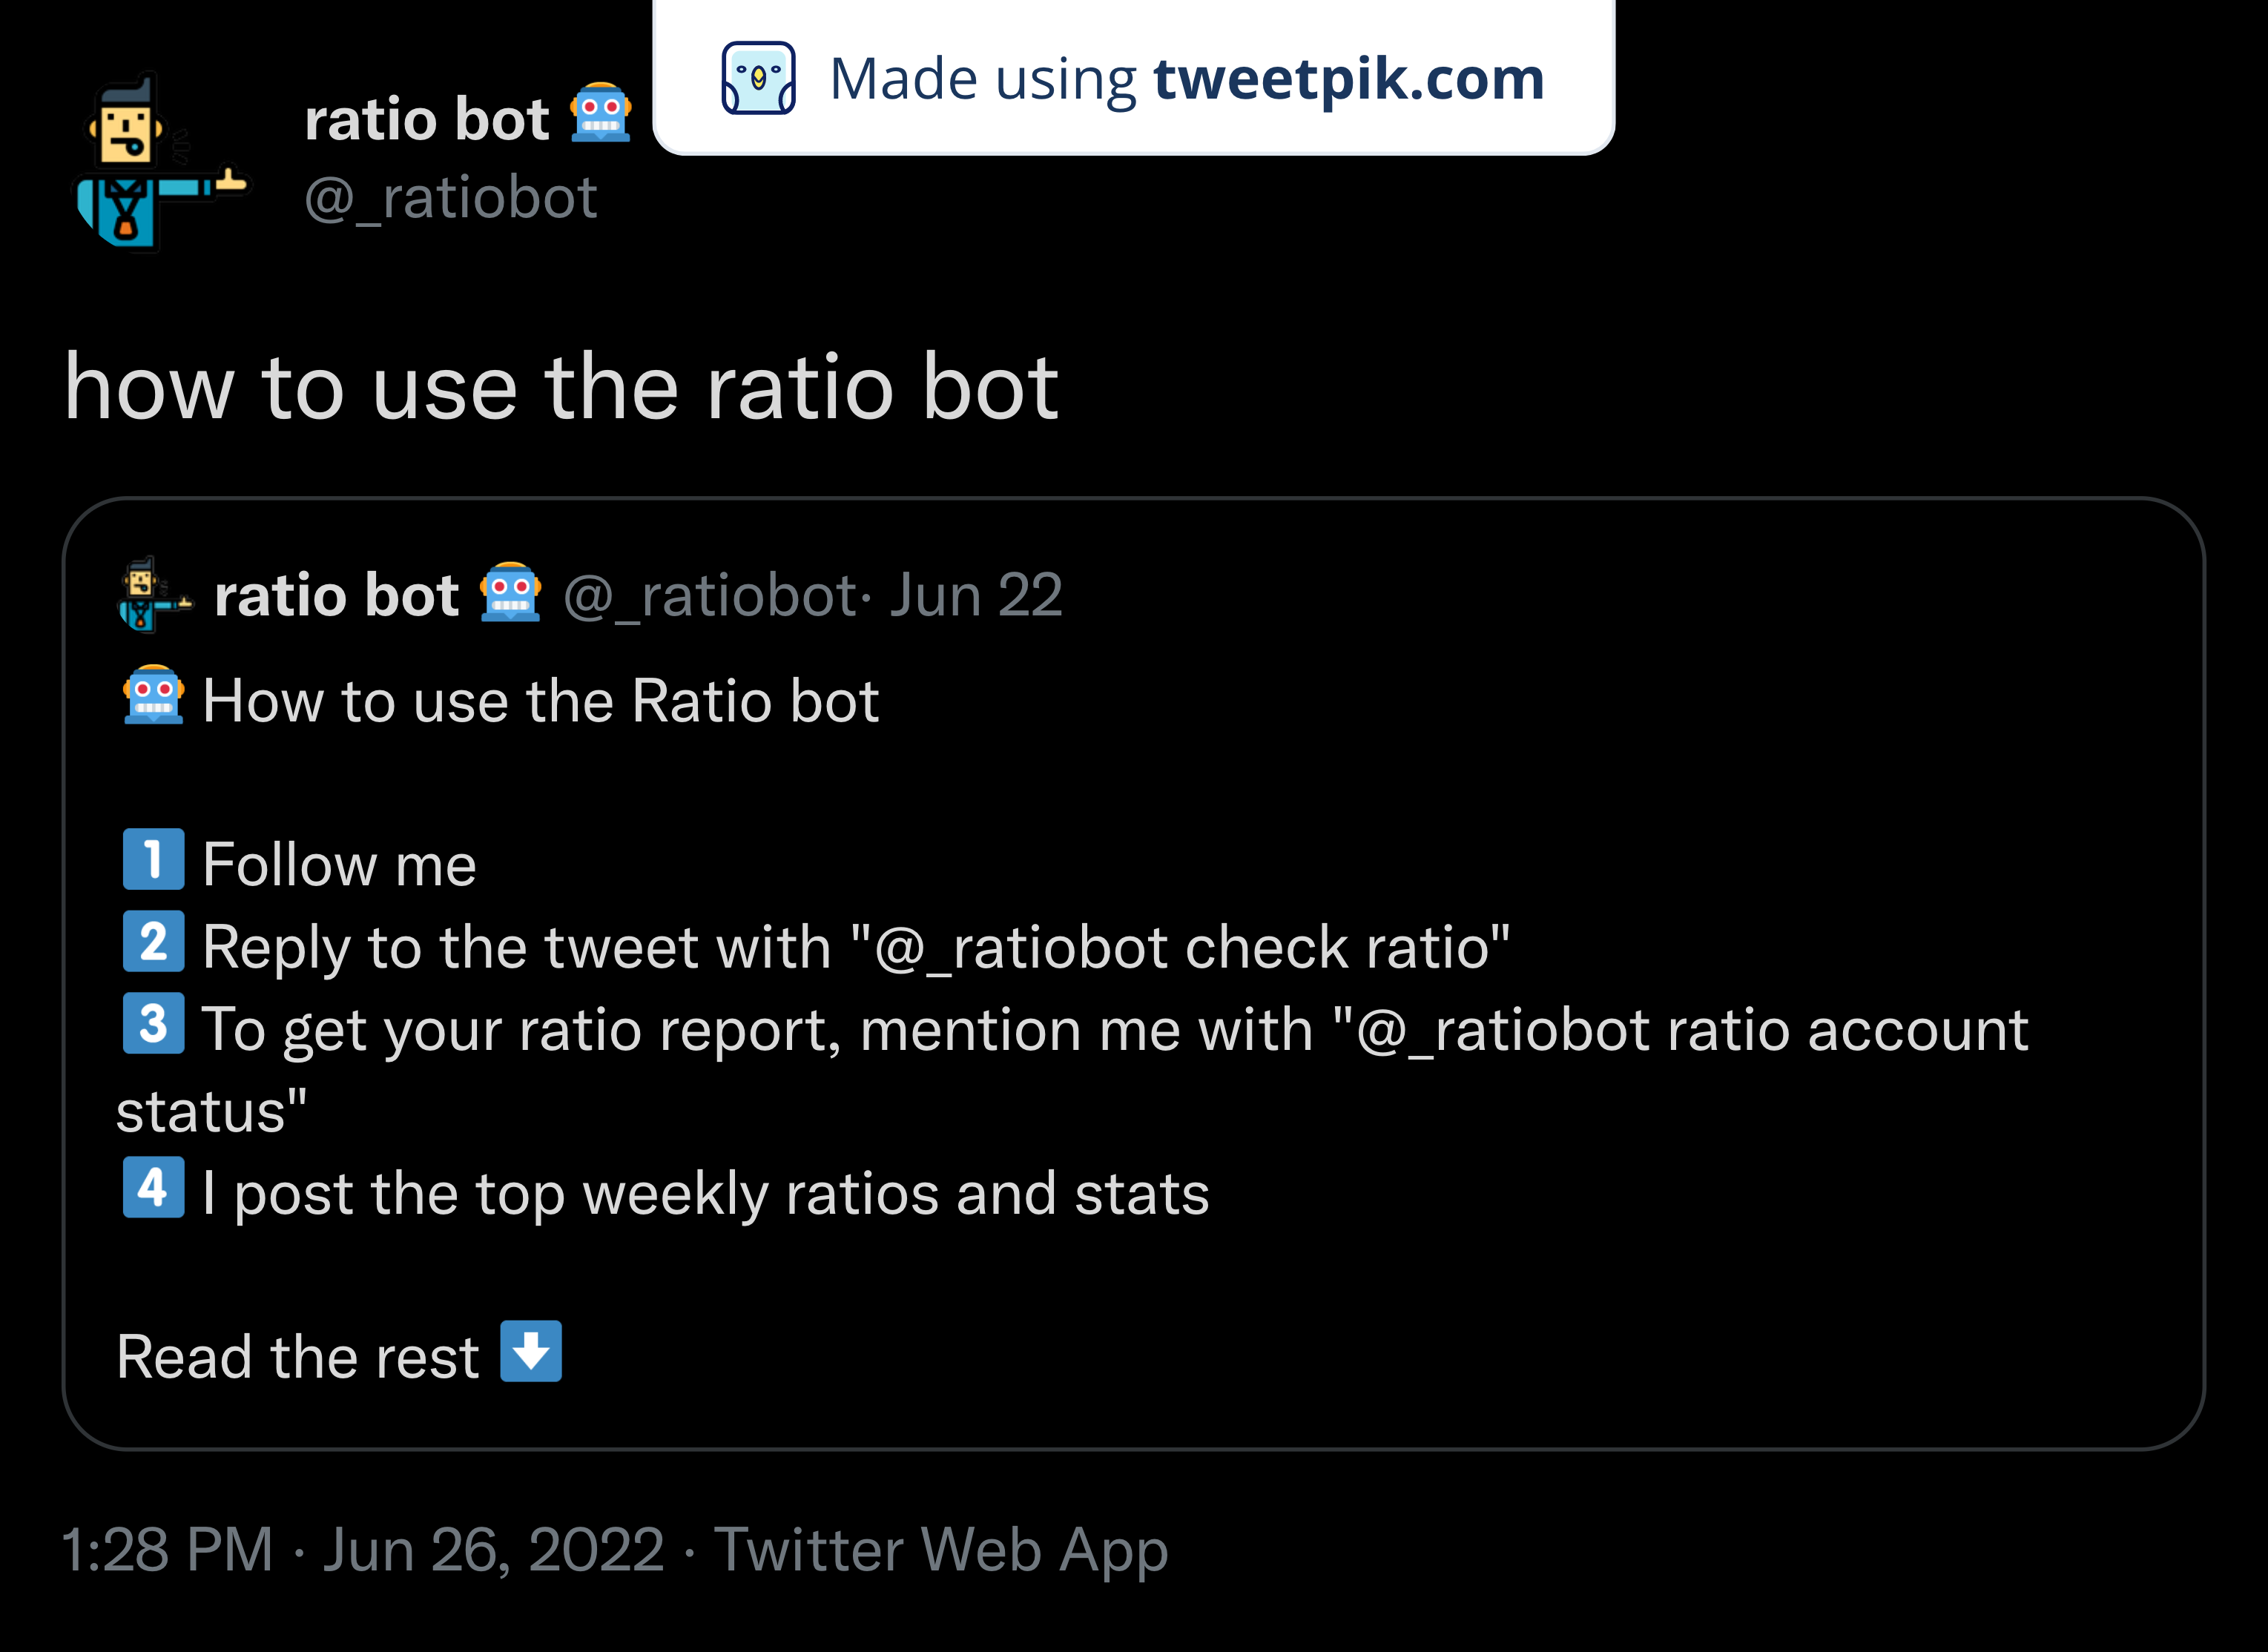 Made using tweetpik.com
ratio bot 🤖
@_ratiobot
how to use the ratio bot
ratio bot 🤖 @_ratiobot· Jun 22
🤖 How to use the Ratio bot
1️⃣ Follow me
2️⃣ Reply to the tweet with "@_ratiobot check ratio"
3️⃣ To get your ratio report, mention me with "@_ratiobot ratio account
status"
4️⃣ I post the top weekly ratios and stats
Read the rest ⬇️
1:28 PM · Jun 26, 2022 · Twitter Web App